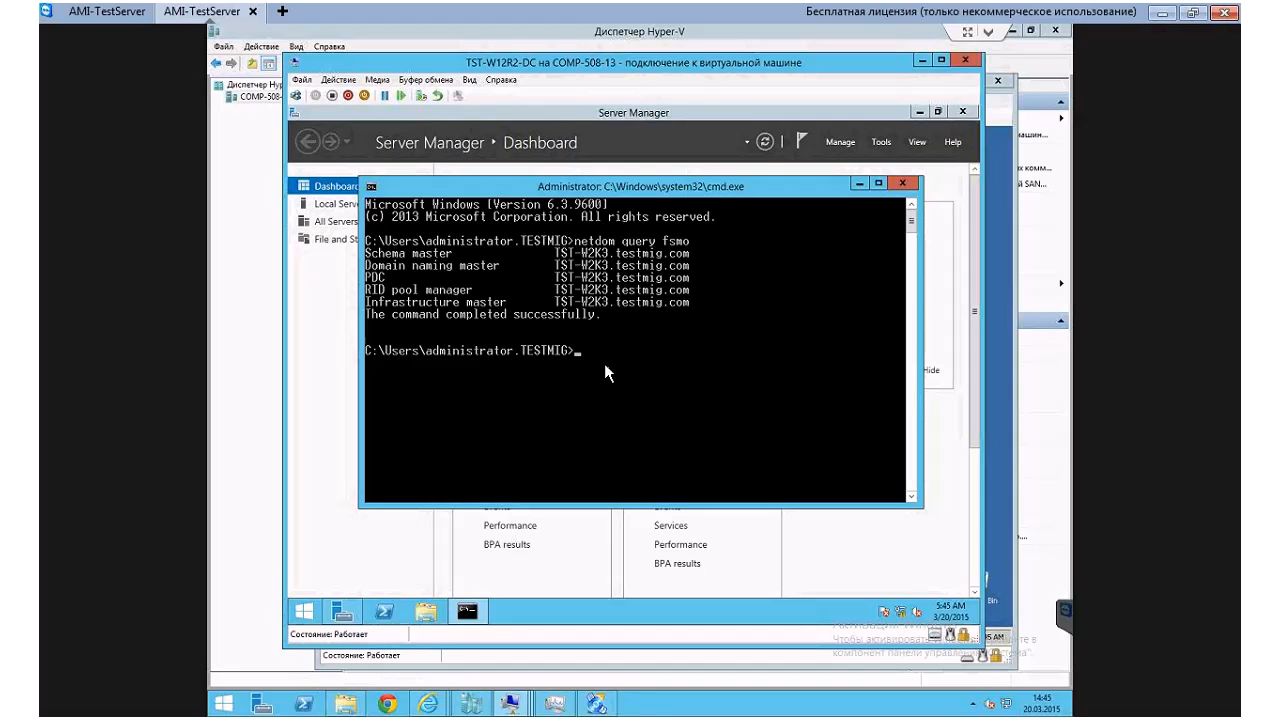 AMI-TestServer
AMI-TestServer
Бесплатная лицензия (только некоммерческое использование)
Диспетчер Hyper-V
Файл Действие Вид Справка
Диспетчер Hyp
COMP-508-
TST-W12R2-DC на COMP-508-13 - подключение к виртуальной машине
Файл Действие Медиа Буфер обмена Вид Справка
Server Manager
Server Manager Dashboard
Manage Tools View Help
Dashboard
Local Serve
All Servers
File and St
Administrator: C:\Windows\system32\cmd.exe
Microsoft Windows [Version 6.3.9600]
(c) 2013 Microsoft Corporation. All rights reserved.
C:\Users\administrator.TESTMIG>netdom query fsmo
Schema master TST-W2K3.testmig.com
Domain naming master TST-W2K3.testmig.com
PDC TST-W2K3.testmig.com
RID pool manager TST-W2K3.testmig.com
Infrastructure master TST-W2K3.testmig.com
The command completed successfully.
C:\Users\administrator.TESTMIG>
Hide
Performance
BPA results
Services
Performance
BPA results
5:45 AM
3/20/2015
Состояние: Работает
Состояние: Работает
14:45
20.03.2015